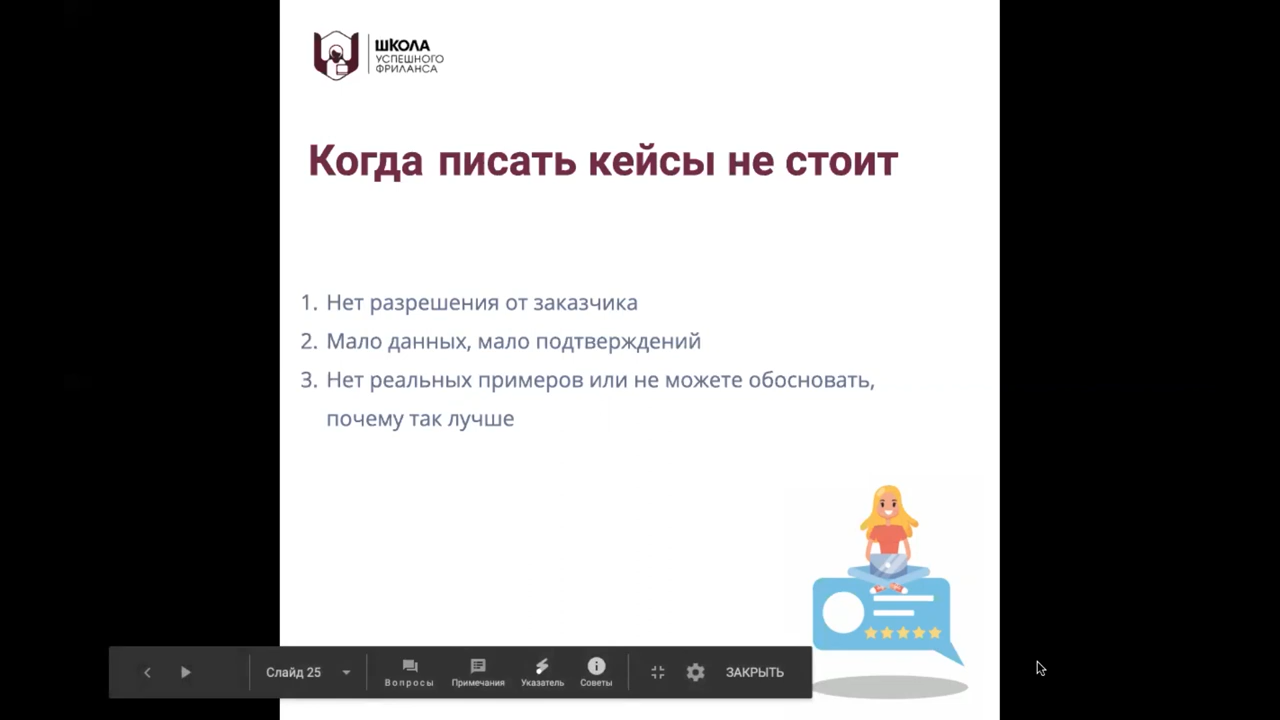 ШКОЛА
УСПЕШНОГО
ФРИЛАНСА
Когда писать кейсы не стоит
1. Нет разрешения от заказчика
2. Мало данных, мало подтверждений
3. Нет реальных примеров или не можете обосновать,
почему так лучше
Слайд 25
Вопросы
Примечания
Указатель
Советы
ЗАКРЫТЬ